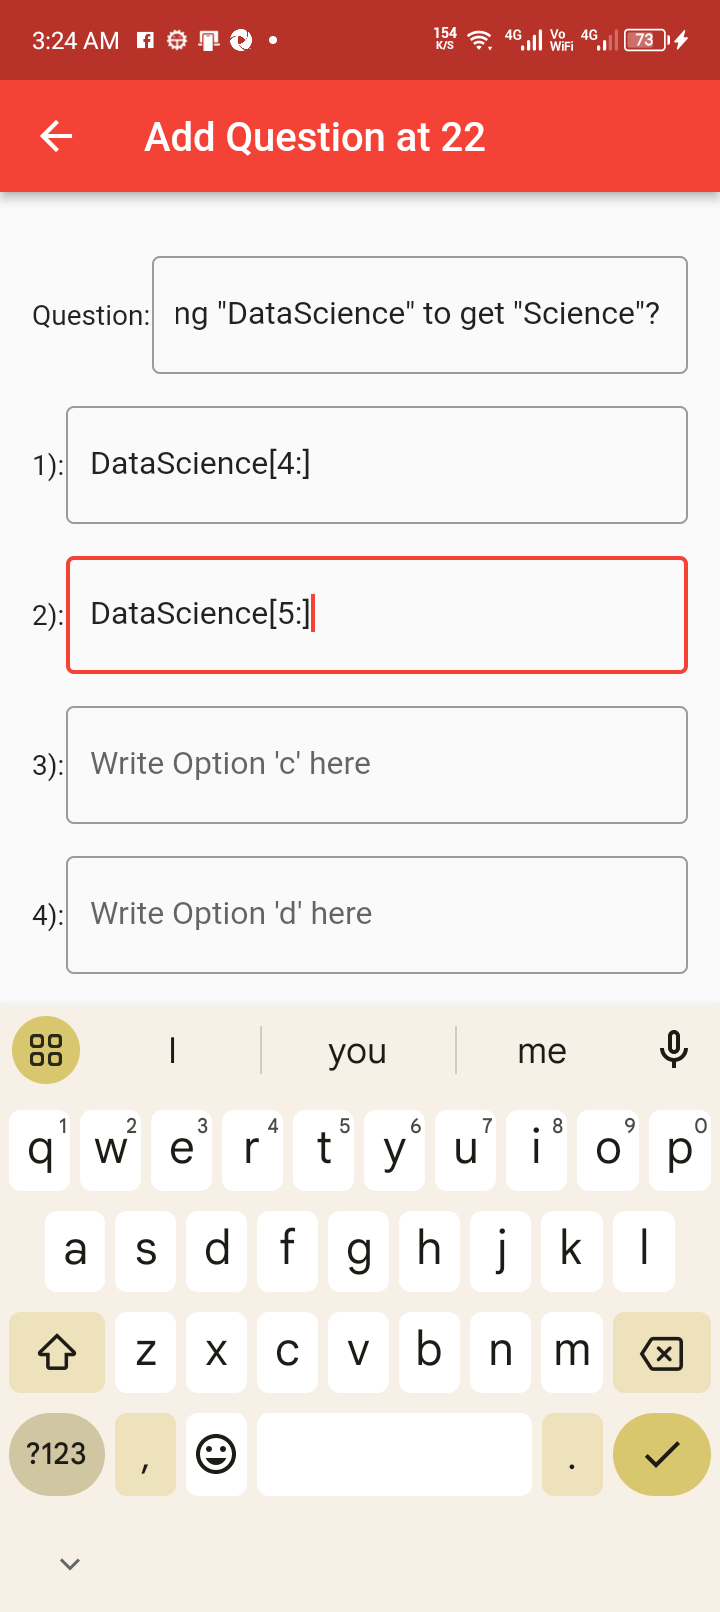 3:24 AM 154 K/S 4G Vo WiFi 4G 73
Add Question at 22
Question: ng "DataScience" to get "Science"?
1): DataScience[4:]
2): DataScience[5:]
3): Write Option 'c' here
4): Write Option 'd' here
I you me
q1 w2 e3 r4 t5 y6 u7 i8 o9 p0
a s d f g h j k l
z x c v b n m
?123 , .